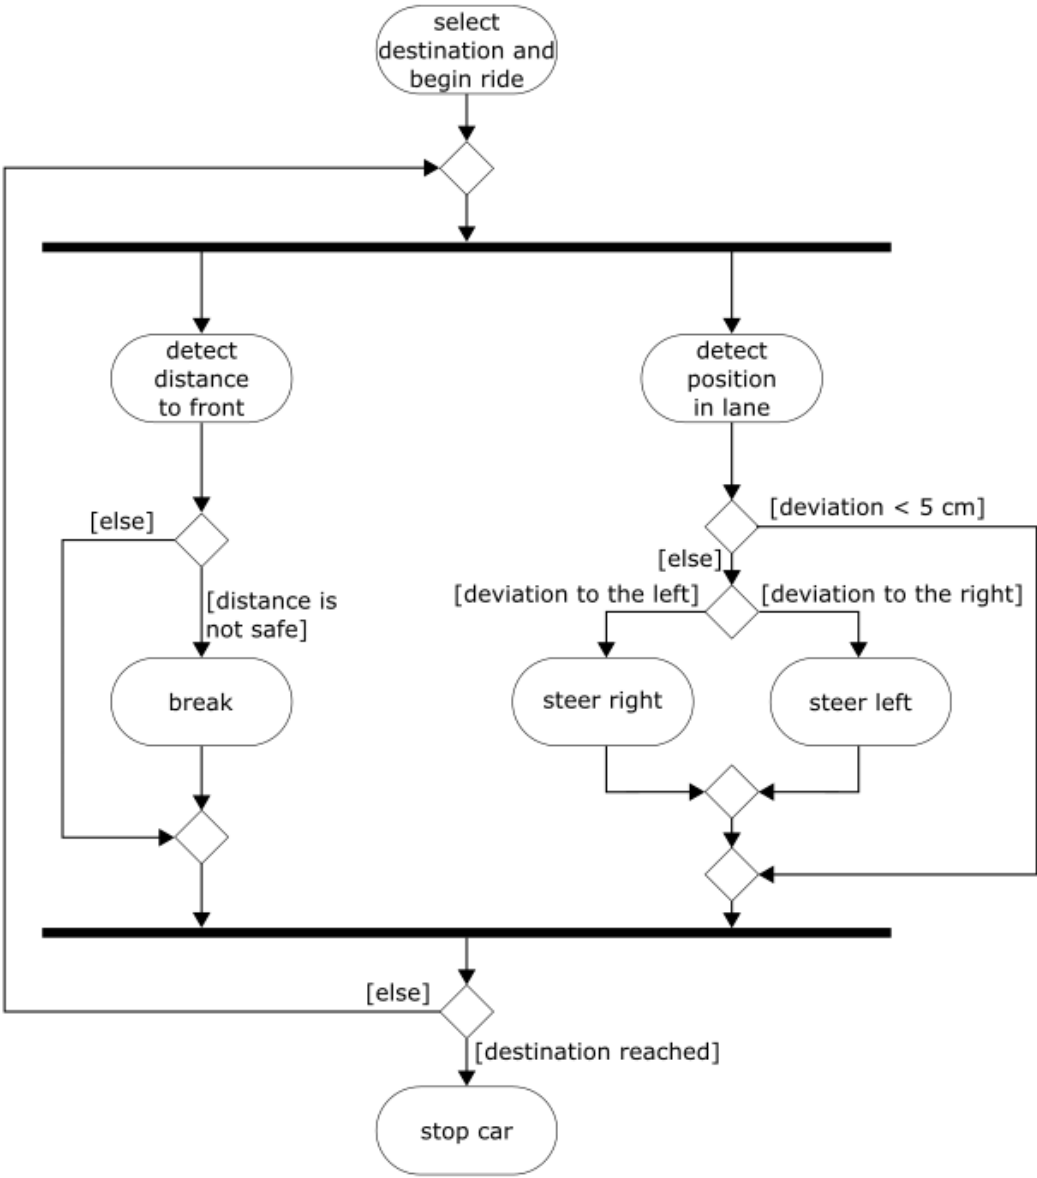 select
destination and
begin ride
detect
distance
to front
detect
position
in lane
[else]
[deviation < 5 cm]
[else]
[distance is
not safe]
[deviation to the left]
[deviation to the right]
break
steer right
steer left
[else]
[destination reached]
stop car